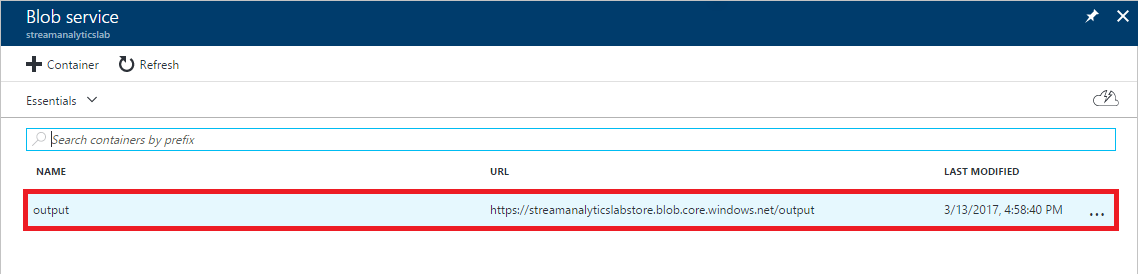 Blob service
streamanalyticslab
Container Refresh
Essentials
Search containers by prefix
NAME URL LAST MODIFIED
output https://streamanalyticslabstore.blob.core.windows.net/output 3/13/2017, 4:58:40 PM ...